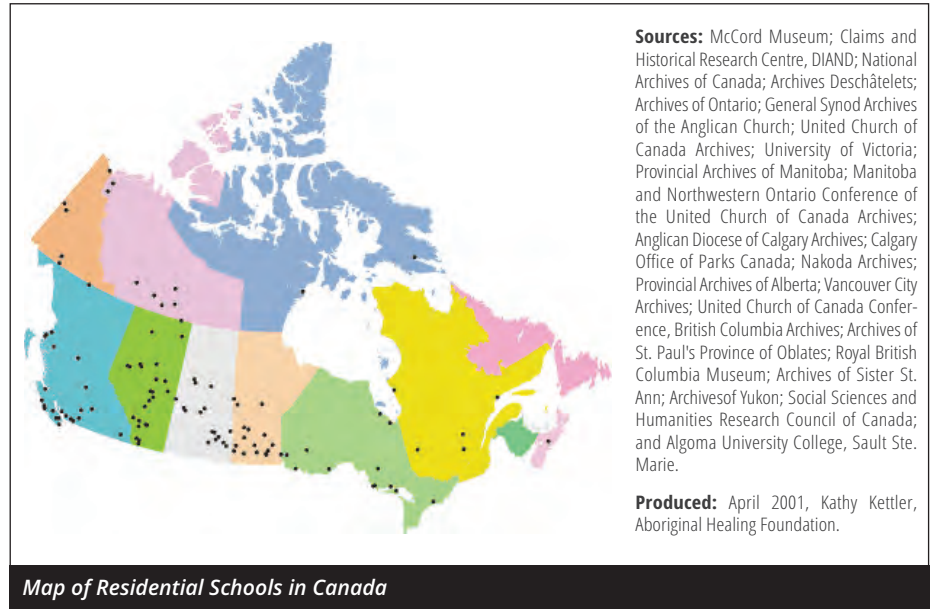 Sources: McCord Museum; Claims and
Historical Research Centre, DIAND; National
Archives of Canada; Archives Deschâtelets;
Archives of Ontario; General Synod Archives
of the Anglican Church; United Church of
Canada Archives; University of Victoria;
Provincial Archives of Manitoba; Manitoba
and Northwestern Ontario Conference of
the United Church of Canada Archives;
Anglican Diocese of Calgary Archives; Calgary
Office of Parks Canada; Nakoda Archives;
Provincial Archives of Alberta; Vancouver City
Archives; United Church of Canada Confer-
ence, British Columbia Archives; Archives of
St. Paul's Province of Oblates; Royal British
Columbia Museum; Archives of Sister St.
Ann; Archivesof Yukon; Social Sciences and
Humanities Research Council of Canada;
and Algoma University College, Sault Ste.
Marie.
Produced: April 2001, Kathy Kettler,
Aboriginal Healing Foundation.
Map of Residential Schools in Canada